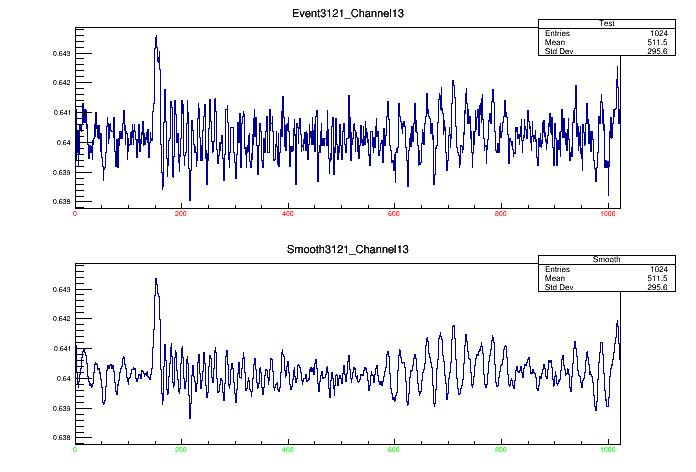 Event3121_Channel13
Test
Entries 1024
Mean 511.5
Std Dev 295.6
0.643
0.642
0.641
0.64
0.639
0.638
0 200 400 600 800 1000
Smooth3121_Channel13
Smooth
Entries 1024
Mean 511.5
Std Dev 295.6
0.643
0.642
0.641
0.64
0.639
0.638
0 200 400 600 800 1000